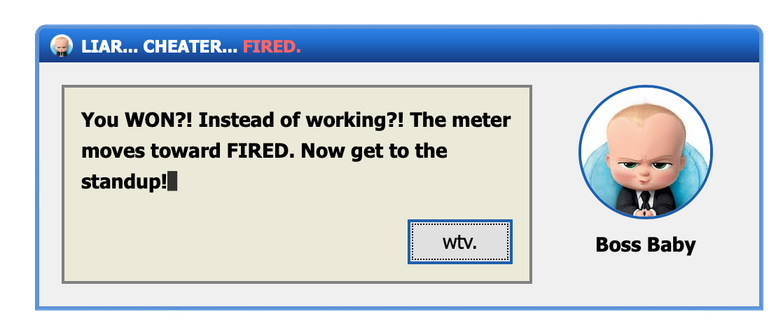 LIAR... CHEATER... FIRED.
You WON?! Instead of working?! The meter
moves toward FIRED. Now get to the
standup!
wtv.
Boss Baby